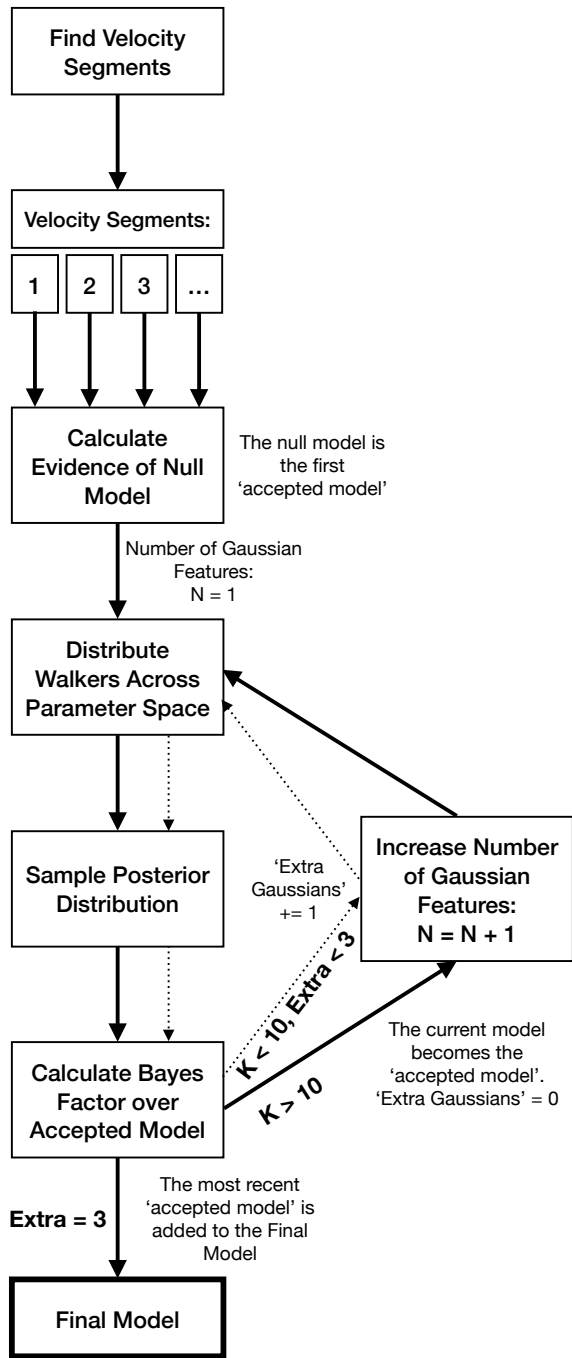 Find Velocity
Segments
Velocity Segments:
1 2 3 ...
Calculate
Evidence of Null
Model
The null model is
the first
‘accepted model’
Number of Gaussian
Features:
N = 1
Distribute
Walkers Across
Parameter Space
Sample Posterior
Distribution
‘Extra
Gaussians’
+= 1
Increase Number
of Gaussian
Features:
N = N + 1
K < 10, Extra < 3
K > 10
The current model
becomes the
‘accepted model’.
‘Extra Gaussians’ = 0
Calculate Bayes
Factor over
Accepted Model
Extra = 3
The most recent
‘accepted model’ is
added to the Final
Model
Final Model